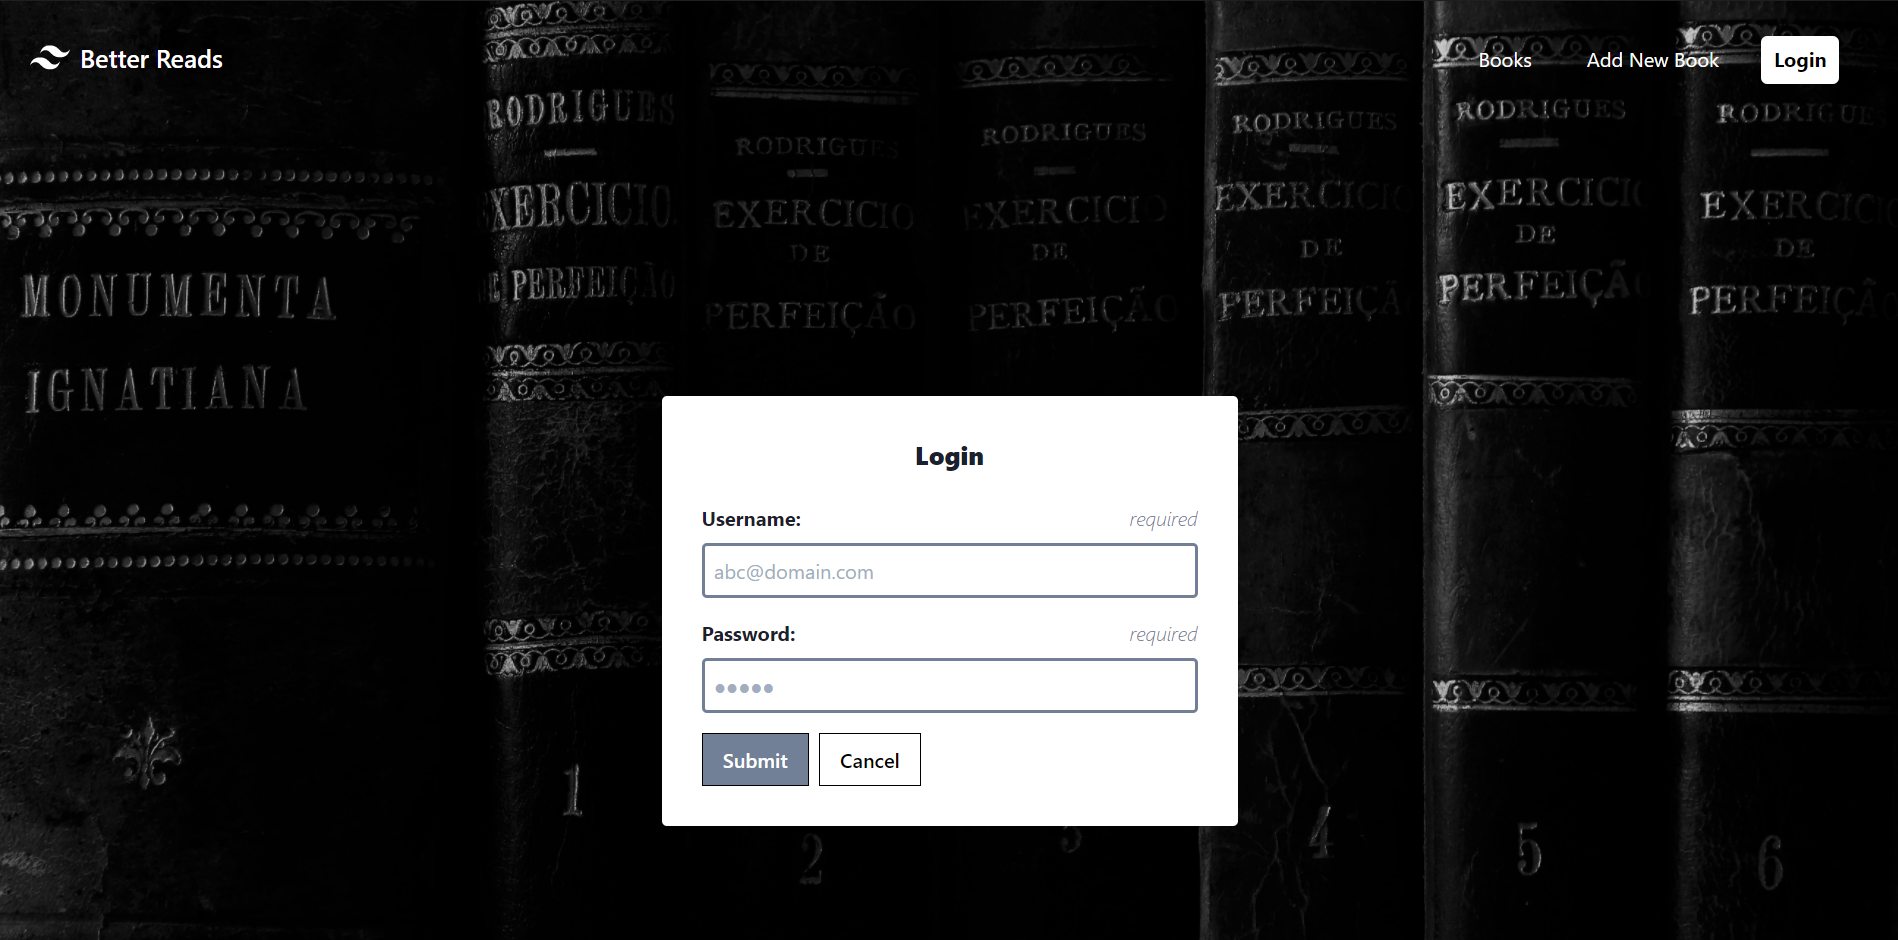 Better Reads
Books
Add New Book
Login
MONUMENTA
IGNATIANA
RODRIGUES
EXERCICIO
DE PERFEIÇÃO
1
RODRIGUES
EXERCICIO
DE
PERFEIÇÃO
2
RODRIGUES
EXERCICIO
DE
PERFEIÇÃO
3
RODRIGUES
EXERCICIO
DE
PERFEIÇÃ
4
RODRIGUES
EXERCICIO
DE
PERFEIÇÃO
5
RODRIGUES
EXERCICIO
DE
PERFEIÇÃO
6
Login
Username:
required
abc@domain.com
Password:
required
Submit
Cancel